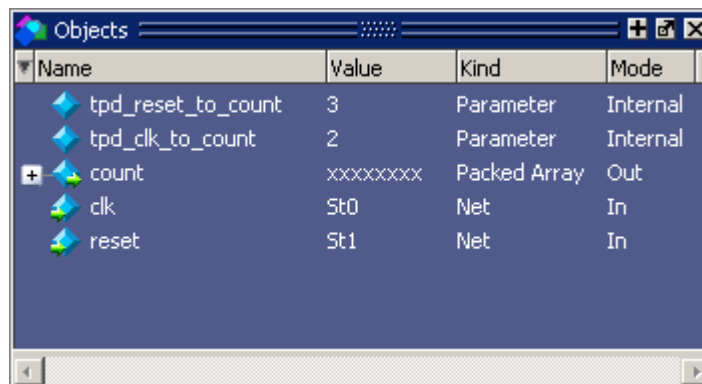 Objects
Name Value Kind Mode
tpd_reset_to_count 3 Parameter Internal
tpd_clk_to_count 2 Parameter Internal
count xxxxxxxx Packed Array Out
clk St0 Net In
reset St1 Net In